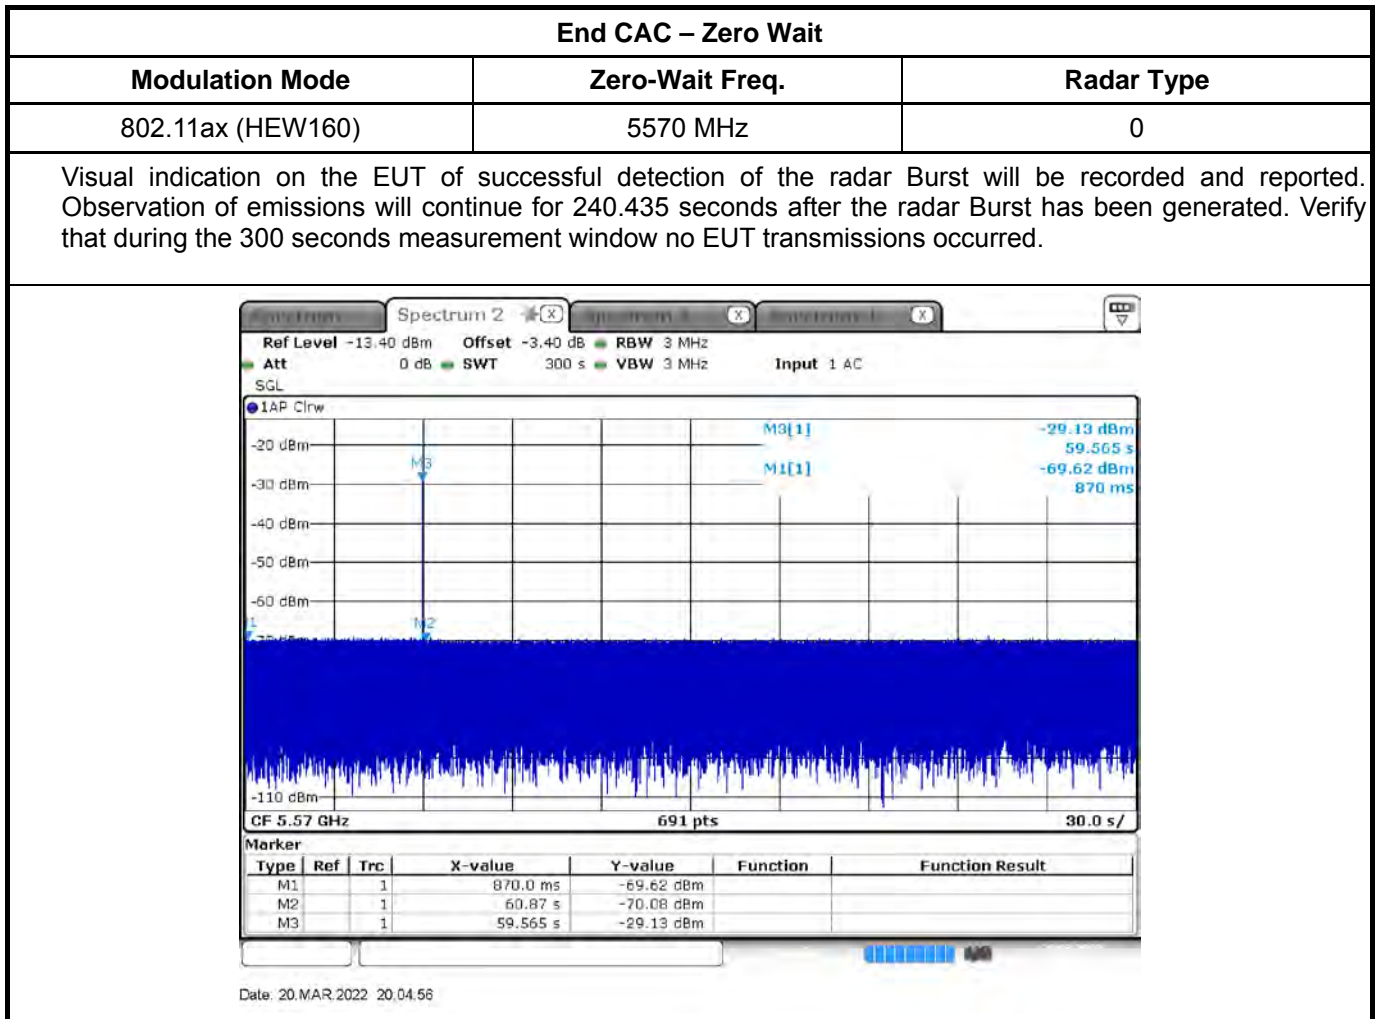 End CAC – Zero Wait
Modulation Mode Zero-Wait Freq. Radar Type
802.11ax (HEW160) 5570 MHz 0
Visual indication on the EUT of successful detection of the radar Burst will be recorded and reported.
Observation of emissions will continue for 240.435 seconds after the radar Burst has been generated. Verify
that during the 300 seconds measurement window no EUT transmissions occurred.
Spectrum 2
Ref Level -13.40 dBm Offset -3.40 dB RBW 3 MHz
Att 0 dB SWT 300 s VBW 3 MHz Input 1 AC
SGL
1AP Clrw
M3[1] -29.13 dBm
59.565 s
M1[1] -69.62 dBm
870 ms
-20 dBm
M3
-30 dBm
-40 dBm
-50 dBm
-60 dBm
M2
-110 dBm
CF 5.57 GHz 691 pts 30.0 s/
Marker
Type Ref Trc X-value Y-value Function Function Result
M1 1 870.0 ms -69.62 dBm
M2 1 60.87 s -70.08 dBm
M3 1 59.565 s -29.13 dBm
Date: 20.MAR.2022 20:04:56